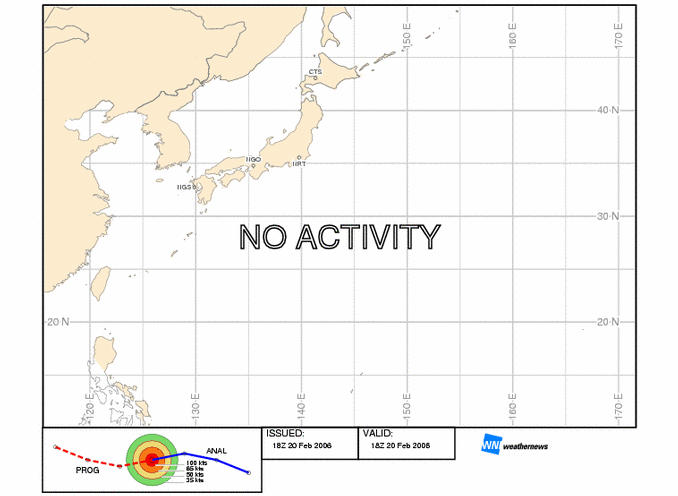 150 E
160 E
170 E
CTS
40 N
NGO
NRT
NGS
30 N
NO ACTIVITY
20 N
20 N
120 E
130 E
140 E
150 E
160 E
170 E
ISSUED:
VALID:
18Z 20 Feb 2006
18Z 20 Feb 2006
WNI weathernews
ANAL
PROG
100 kts
65 kts
50 kts
35 kts